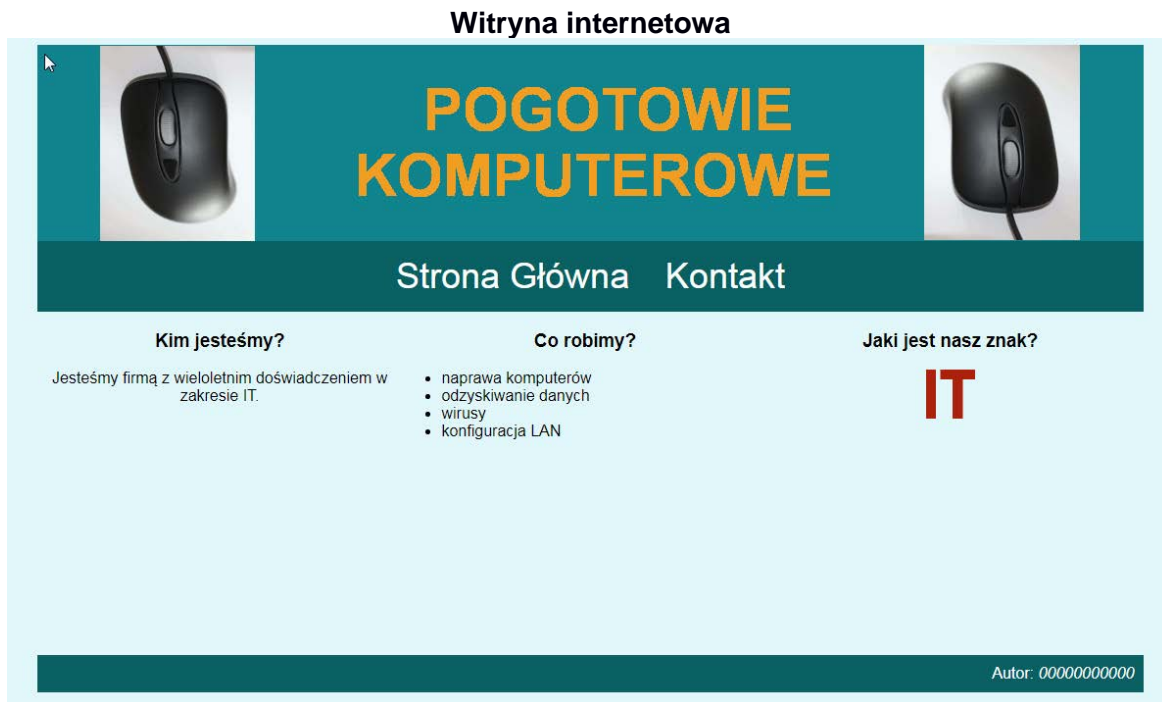 Witryna internetowa
POGOTOWIE
KOMPUTEROWE
Strona Główna Kontakt
Kim jesteśmy?
Jesteśmy firmą z wieloletnim doświadczeniem w
zakresie IT.
Co robimy?
• naprawa komputerów
• odzyskiwanie danych
• wirusy
• konfiguracja LAN
Jaki jest nasz znak?
IT
Autor: 00000000000